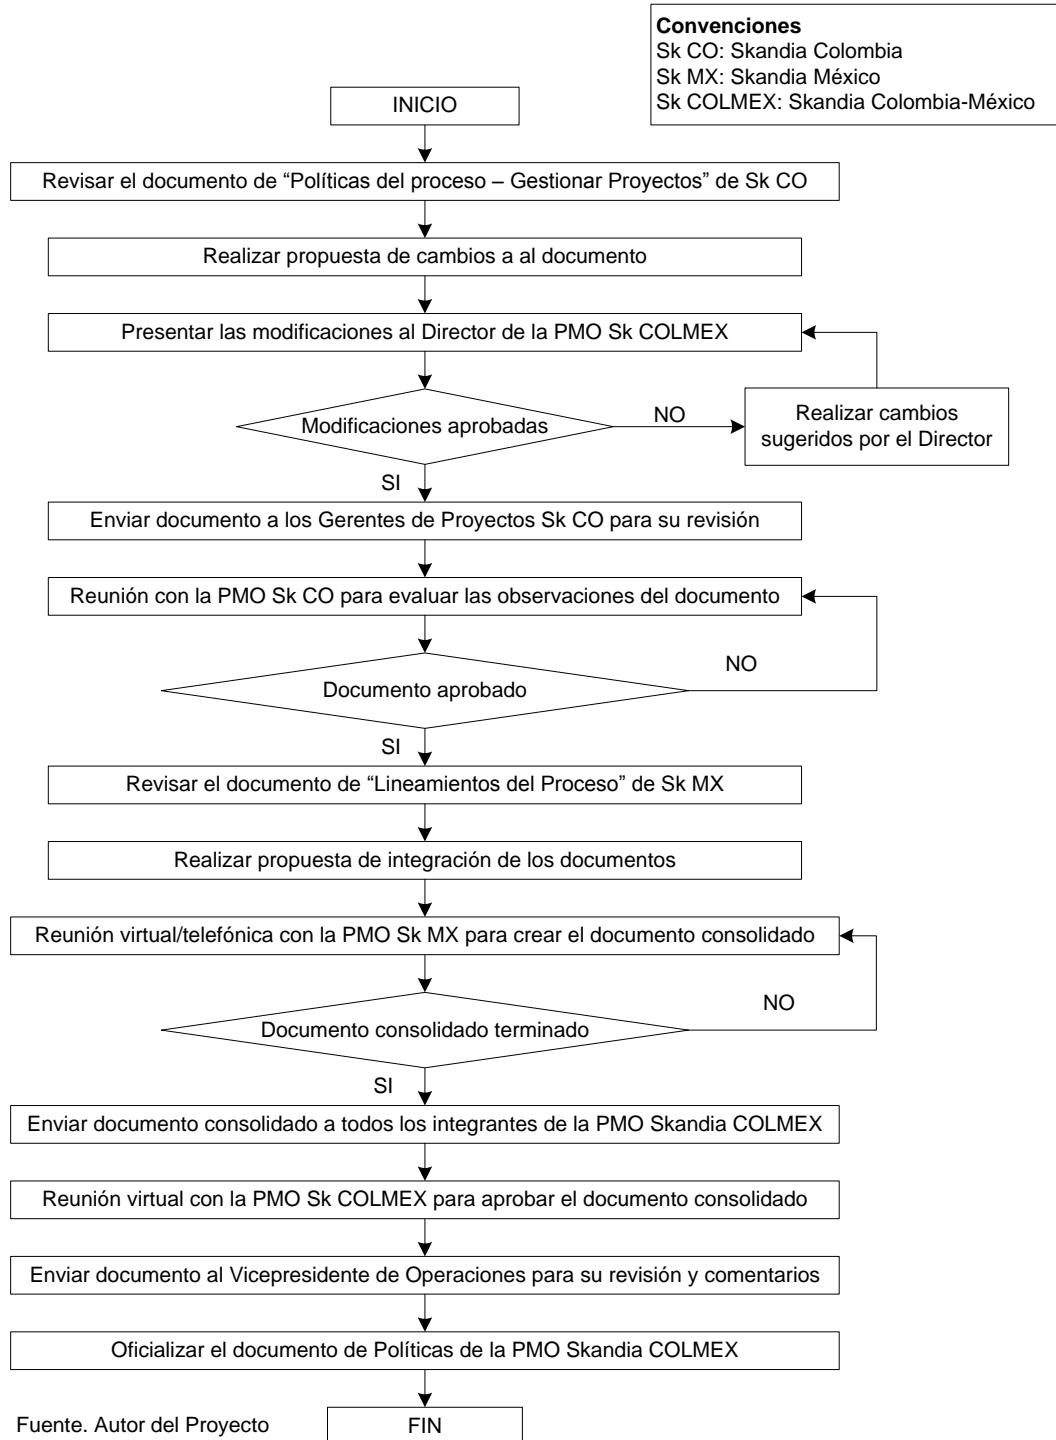 Convenciones
Sk CO: Skandia Colombia
Sk MX: Skandia México
Sk COLMEX: Skandia Colombia-México
INICIO
Revisar el documento de “Políticas del proceso – Gestionar Proyectos” de Sk CO
Realizar propuesta de cambios a al documento
Presentar las modificaciones al Director de la PMO Sk COLMEX
Modificaciones aprobadas
NO
Realizar cambios
sugeridos por el Director
SI
Enviar documento a los Gerentes de Proyectos Sk CO para su revisión
Reunión con la PMO Sk CO para evaluar las observaciones del documento
NO
Documento aprobado
SI
Revisar el documento de “Lineamientos del Proceso” de Sk MX
Realizar propuesta de integración de los documentos
Reunión virtual/telefónica con la PMO Sk MX para crear el documento consolidado
NO
Documento consolidado terminado
SI
Enviar documento consolidado a todos los integrantes de la PMO Skandia COLMEX
Reunión virtual con la PMO Sk COLMEX para aprobar el documento consolidado
Enviar documento al Vicepresidente de Operaciones para su revisión y comentarios
Oficializar el documento de Políticas de la PMO Skandia COLMEX
Fuente. Autor del Proyecto
FIN